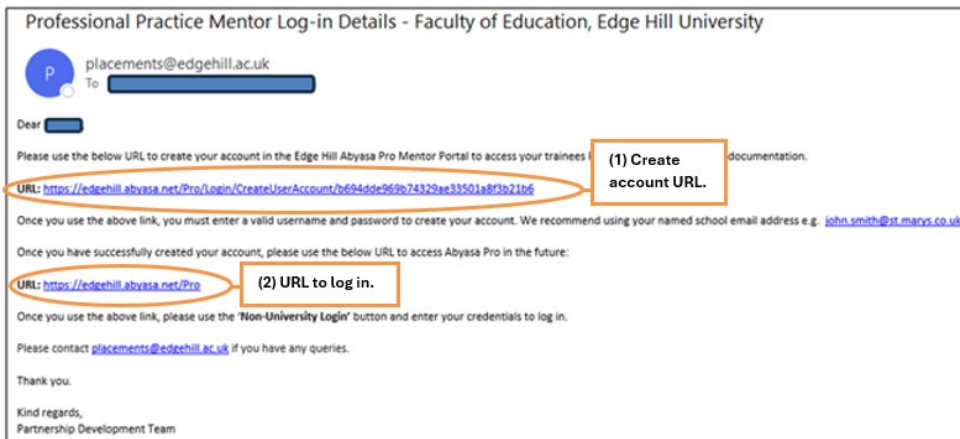 Professional Practice Mentor Log-in Details - Faculty of Education, Edge Hill University
P
placements@edgehill.ac.uk
To
Dear
Please use the below URL to create your account in the Edge Hill Abyasa Pro Mentor Portal to access your trainees documentation.
(1) Create
account URL.
URL: https://edgehill.abyasa.net/Pro/Login/CreateUserAccount/b694dde969b74329ae33501a8f3b21b6
Once you use the above link, you must enter a valid username and password to create your account. We recommend using your named school email address e.g. john.smith@st.marys.co.uk
Once you have successfully created your account, please use the below URL to access Abyasa Pro in the future:
URL: https://edgehill.abyasa.net/Pro
(2) URL to log in.
Once you use the above link, please use the 'Non-University Login' button and enter your credentials to log in.
Please contact placements@edgehill.ac.uk if you have any queries.
Thank you.
Kind regards,
Partnership Development Team